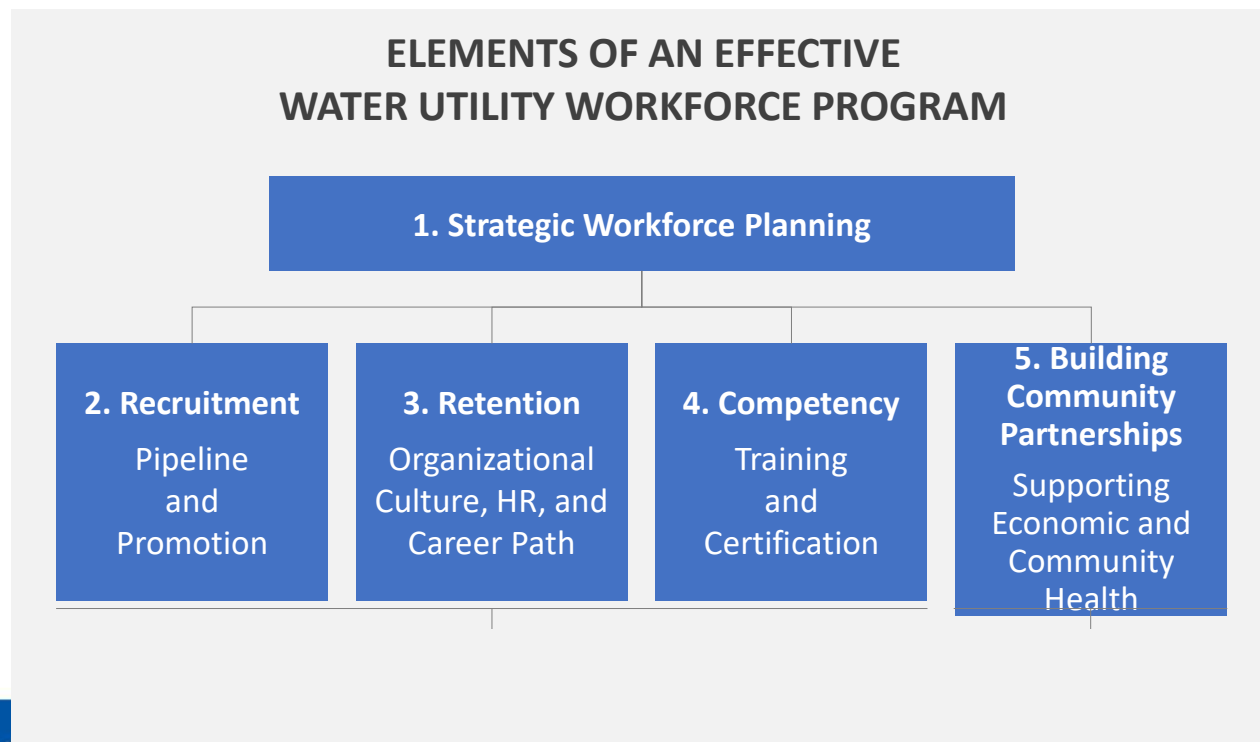 ELEMENTS OF AN EFFECTIVE
WATER UTILITY WORKFORCE PROGRAM
1. Strategic Workforce Planning
2. Recruitment
Pipeline
and
Promotion
3. Retention
Organizational
Culture, HR, and
Career Path
4. Competency
Training
and
Certification
5. Building
Community
Partnerships
Supporting
Economic and
Community
Health